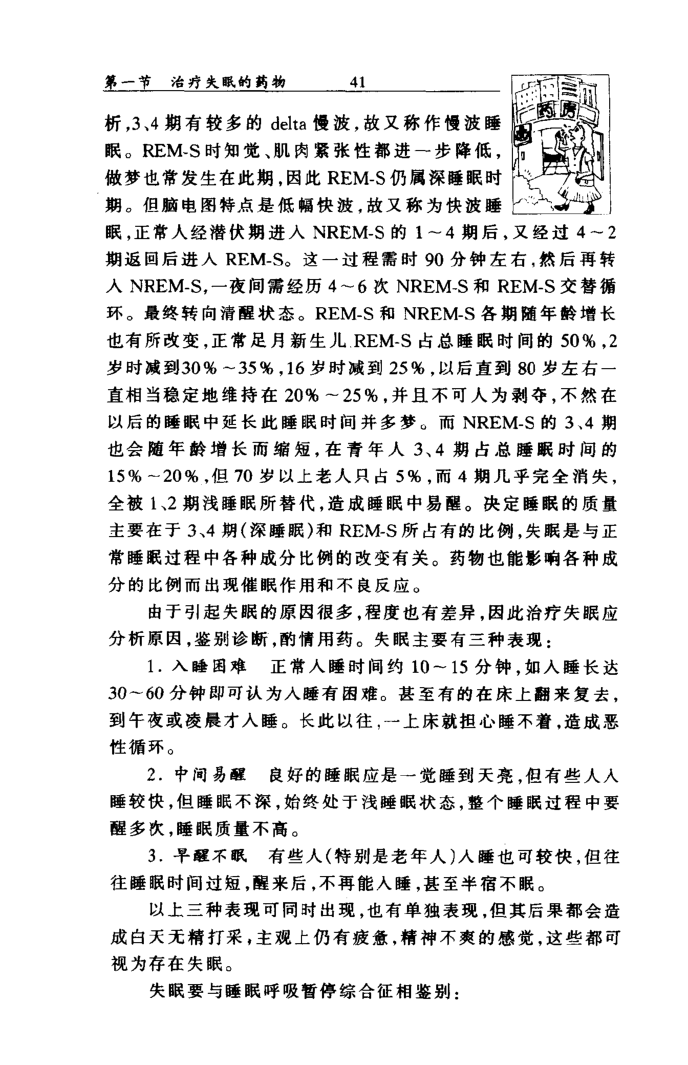 第一节 治疗失眠的药物 41
药房
析,3、4 期有较多的 delta 慢波,故又称作慢波睡
眠。REM-S 时知觉、肌肉紧张性都进一步降低,
做梦也常发生在此期,因此 REM-S 仍属深睡眠时
期。但脑电图特点是低幅快波,故又称为快波睡
眠,正常人经潜伏期进入 NREM-S 的 1～4 期后,又经过 4～2
期返回后进入 REM-S。这一过程需时 90 分钟左右,然后再转
入 NREM-S,一夜间需经历 4～6 次 NREM-S 和 REM-S 交替循
环。最终转向清醒状态。REM-S 和 NREM-S 各期随年龄增长
也有所改变,正常足月新生儿 REM-S 占总睡眠时间的 50%,2
岁时减到30%～35%,16 岁时减到 25%,以后直到 80 岁左右一
直相当稳定地维持在 20%～25%,并且不可人为剥夺,不然在
以后的睡眠中延长此睡眠时间并多梦。而 NREM-S 的 3、4 期
也会随年龄增长而缩短,在青年人 3、4 期占总睡眠时间的
15%～20%,但 70 岁以上老人只占 5%,而 4 期几乎完全消失,
全被 1、2 期浅睡眠所替代,造成睡眠中易醒。决定睡眠的质量
主要在于 3、4 期(深睡眠)和 REM-S 所占有的比例,失眠是与正
常睡眠过程中各种成分比例的改变有关。药物也能影响各种成
分的比例而出现催眠作用和不良反应。
由于引起失眠的原因很多,程度也有差异,因此治疗失眠应
分析原因,鉴别诊断,酌情用药。失眠主要有三种表现:
1. 入睡困难 正常人睡时间约 10～15 分钟,如入睡长达
30～60 分钟即可认为入睡有困难。甚至有的在床上翻来复去,
到午夜或凌晨才入睡。长此以往,一上床就担心睡不着,造成恶
性循环。
2. 中间易醒 良好的睡眠应是一觉睡到天亮,但有些人入
睡较快,但睡眠不深,始终处于浅睡眠状态,整个睡眠过程中要
醒多次,睡眠质量不高。
3. 早醒不眠 有些人(特别是老年人)入睡也可较快,但往
往睡眠时间过短,醒来后,不再能入睡,甚至半宿不眠。
以上三种表现可同时出现,也有单独表现,但其后果都会造
成白天无精打采,主观上仍有疲惫,精神不爽的感觉,这些都可
视为存在失眠。
失眠要与睡眠呼吸暂停综合征相鉴别: